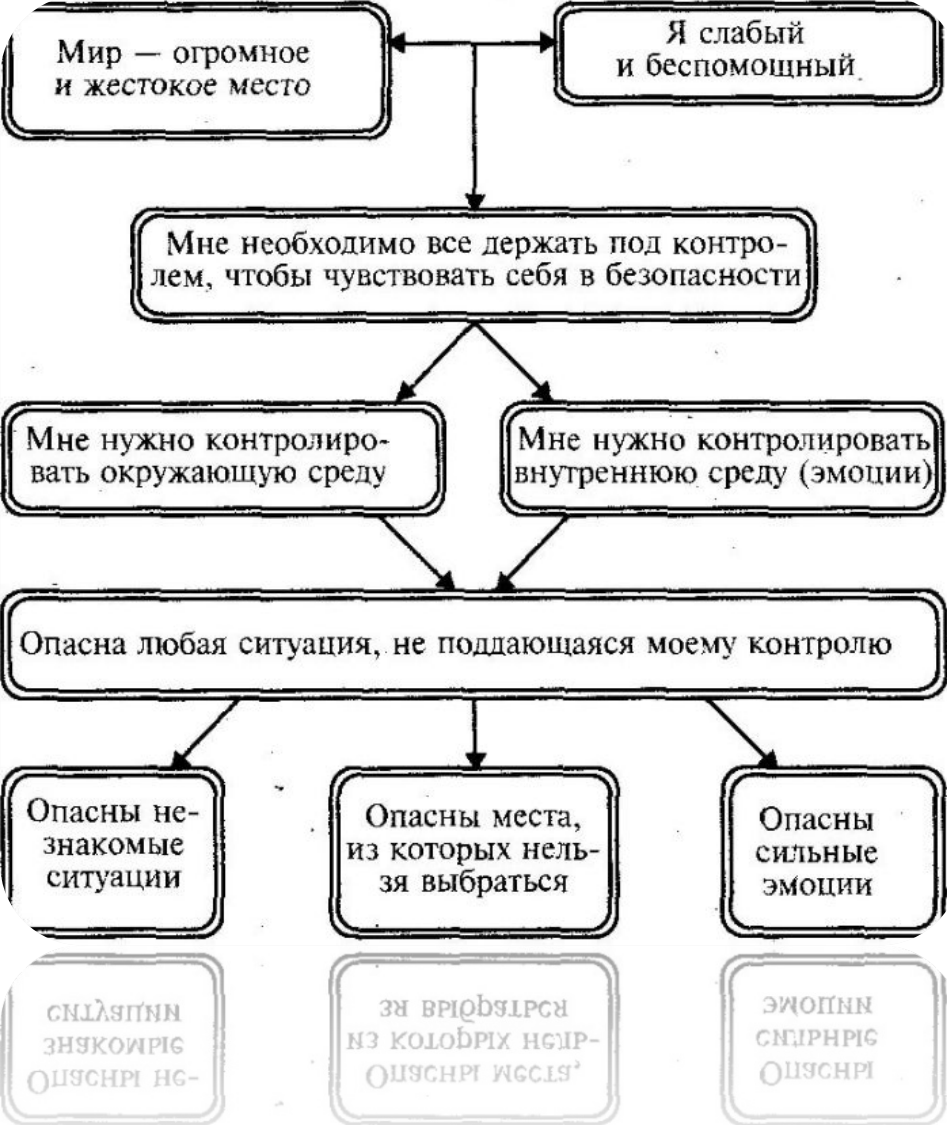 Мир — огромное
и жестокое место
Я слабый
и беспомощный
Мне необходимо все держать под контро-
лем, чтобы чувствовать себя в безопасности
Мне нужно контролиро-
вать окружающую среду
Мне нужно контролировать
внутреннюю среду (эмоции)
Опасна любая ситуация, не поддающаяся моему контролю
Опасны не-
знакомые
ситуации
Опасны места,
из которых нель-
зя выбраться
Опасны
сильные
эмоции